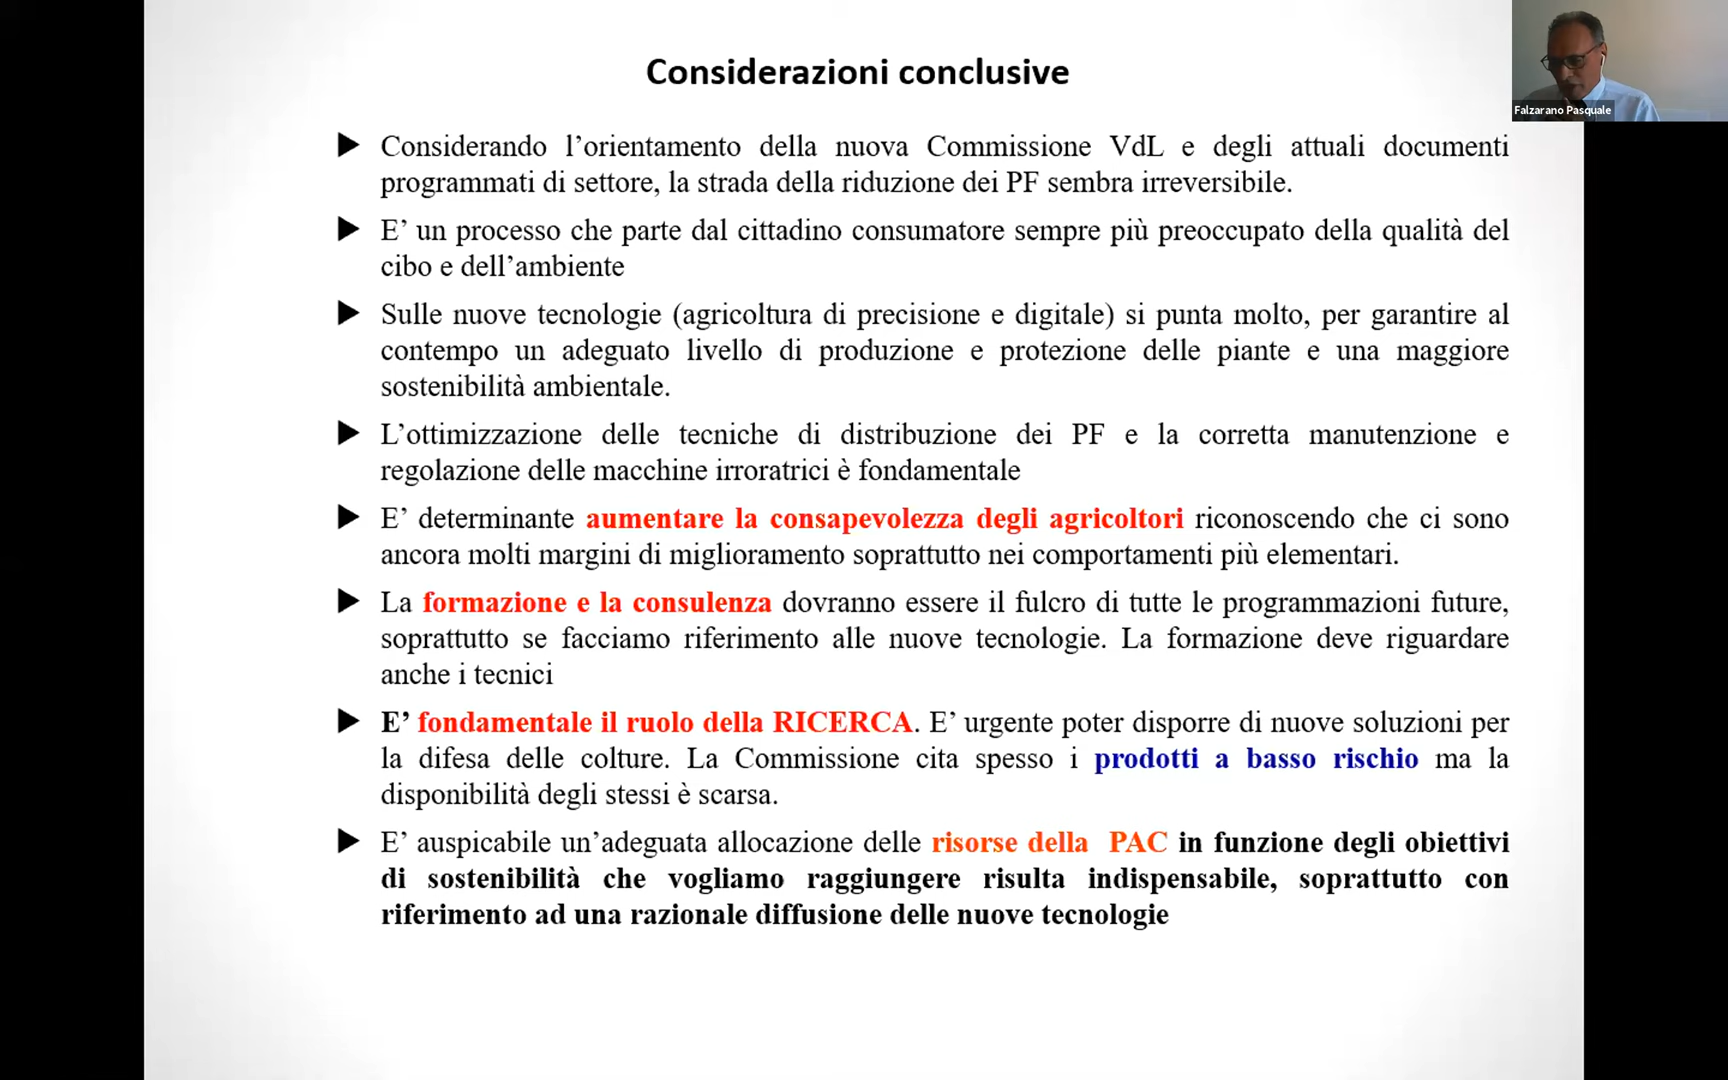 Considerazioni conclusive
Falzarano Pasquale
Considerando l’orientamento della nuova Commissione VdL e degli attuali documenti
programmati di settore, la strada della riduzione dei PF sembra irreversibile.
E’ un processo che parte dal cittadino consumatore sempre più preoccupato della qualità del
cibo e dell’ambiente
Sulle nuove tecnologie (agricoltura di precisione e digitale) si punta molto, per garantire al
contempo un adeguato livello di produzione e protezione delle piante e una maggiore
sostenibilità ambientale.
L’ottimizzazione delle tecniche di distribuzione dei PF e la corretta manutenzione e
regolazione delle macchine irroratrici è fondamentale
E’ determinante aumentare la consapevolezza degli agricoltori riconoscendo che ci sono
ancora molti margini di miglioramento soprattutto nei comportamenti più elementari.
La formazione e la consulenza dovranno essere il fulcro di tutte le programmazioni future,
soprattutto se facciamo riferimento alle nuove tecnologie. La formazione deve riguardare
anche i tecnici
E’ fondamentale il ruolo della RICERCA. E’ urgente poter disporre di nuove soluzioni per
la difesa delle colture. La Commissione cita spesso i prodotti a basso rischio ma la
disponibilità degli stessi è scarsa.
E’ auspicabile un’adeguata allocazione delle risorse della PAC in funzione degli obiettivi
di sostenibilità che vogliamo raggiungere risulta indispensabile, soprattutto con
riferimento ad una razionale diffusione delle nuove tecnologie